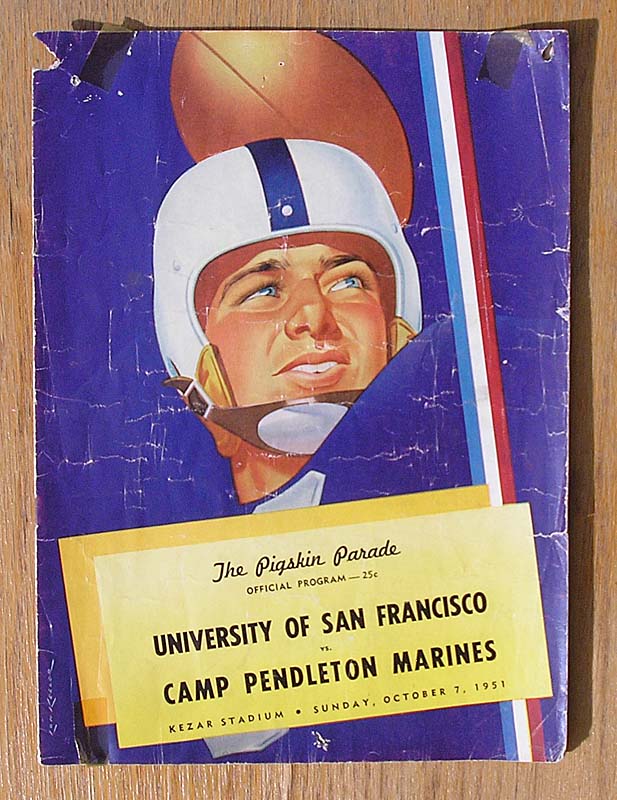 The Pigskin Parade
OFFICIAL PROGRAM — 25c
UNIVERSITY OF SAN FRANCISCO
VS.
CAMP PENDLETON MARINES
KEZAR STADIUM • SUNDAY, OCTOBER 7, 1951